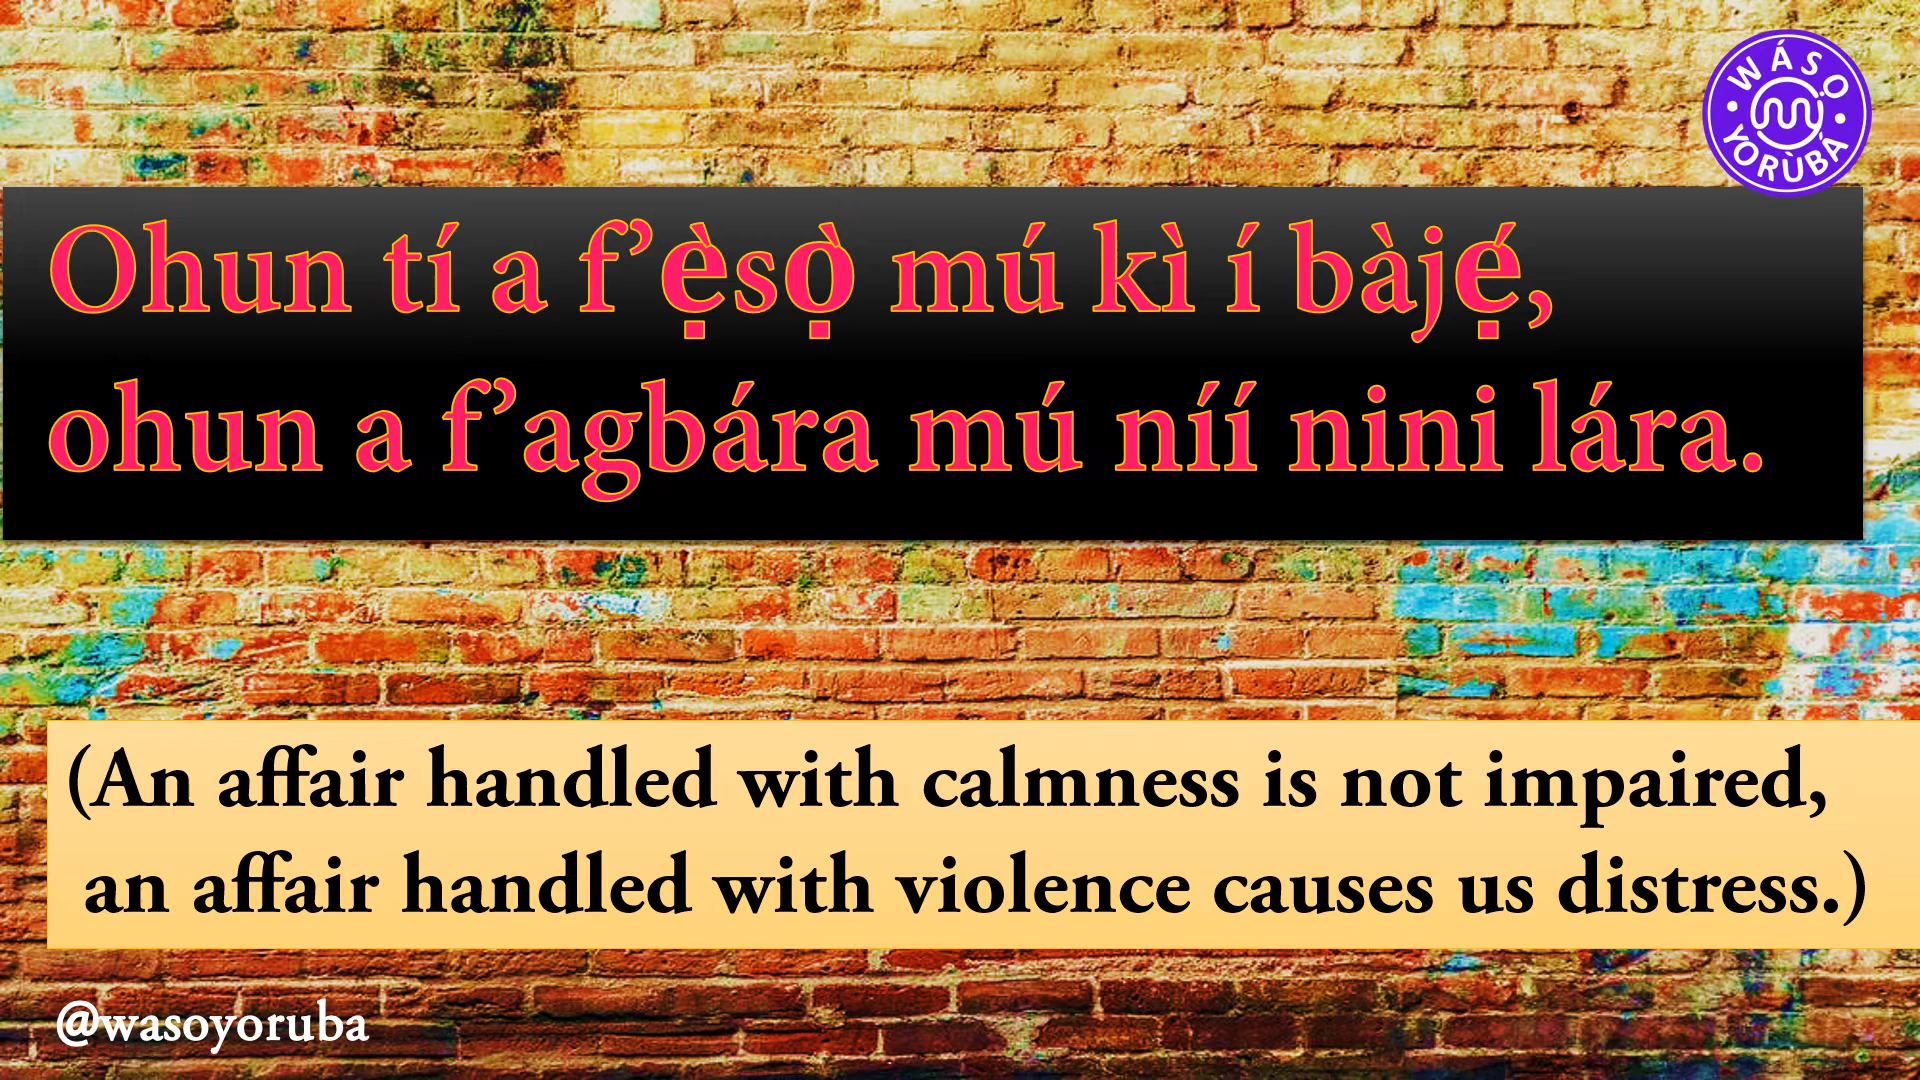 WÁSO
YORÙBÁ
Ohun tí a f’ẹ̀sọ̀ mú kì í bàjẹ́,
ohun a f’agbára mú níí nini lára.
(An affair handled with calmness is not impaired,
an affair handled with violence causes us distress.)
@wasoyoruba